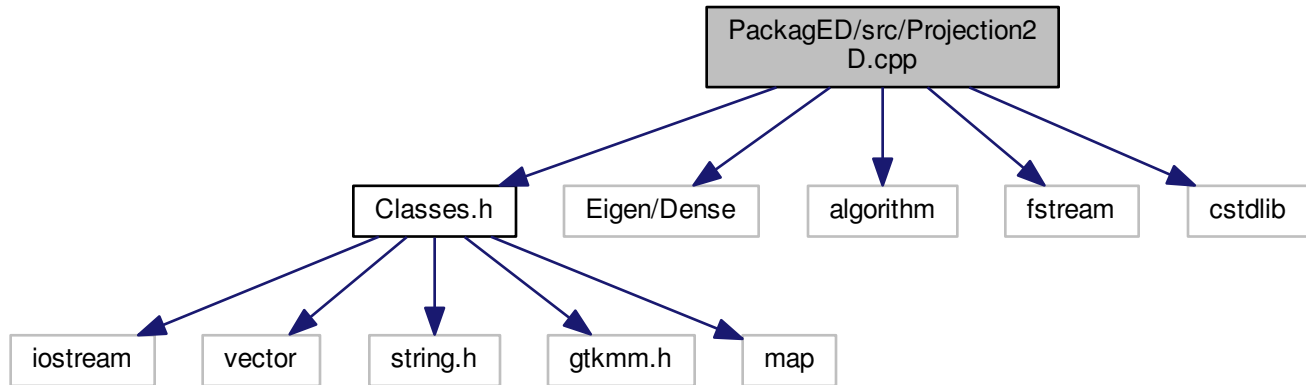 PackagED/src/Projection2
D.cpp
Classes.h
Eigen/Dense
algorithm
fstream
cstdlib
iostream
vector
string.h
gtkmm.h
map